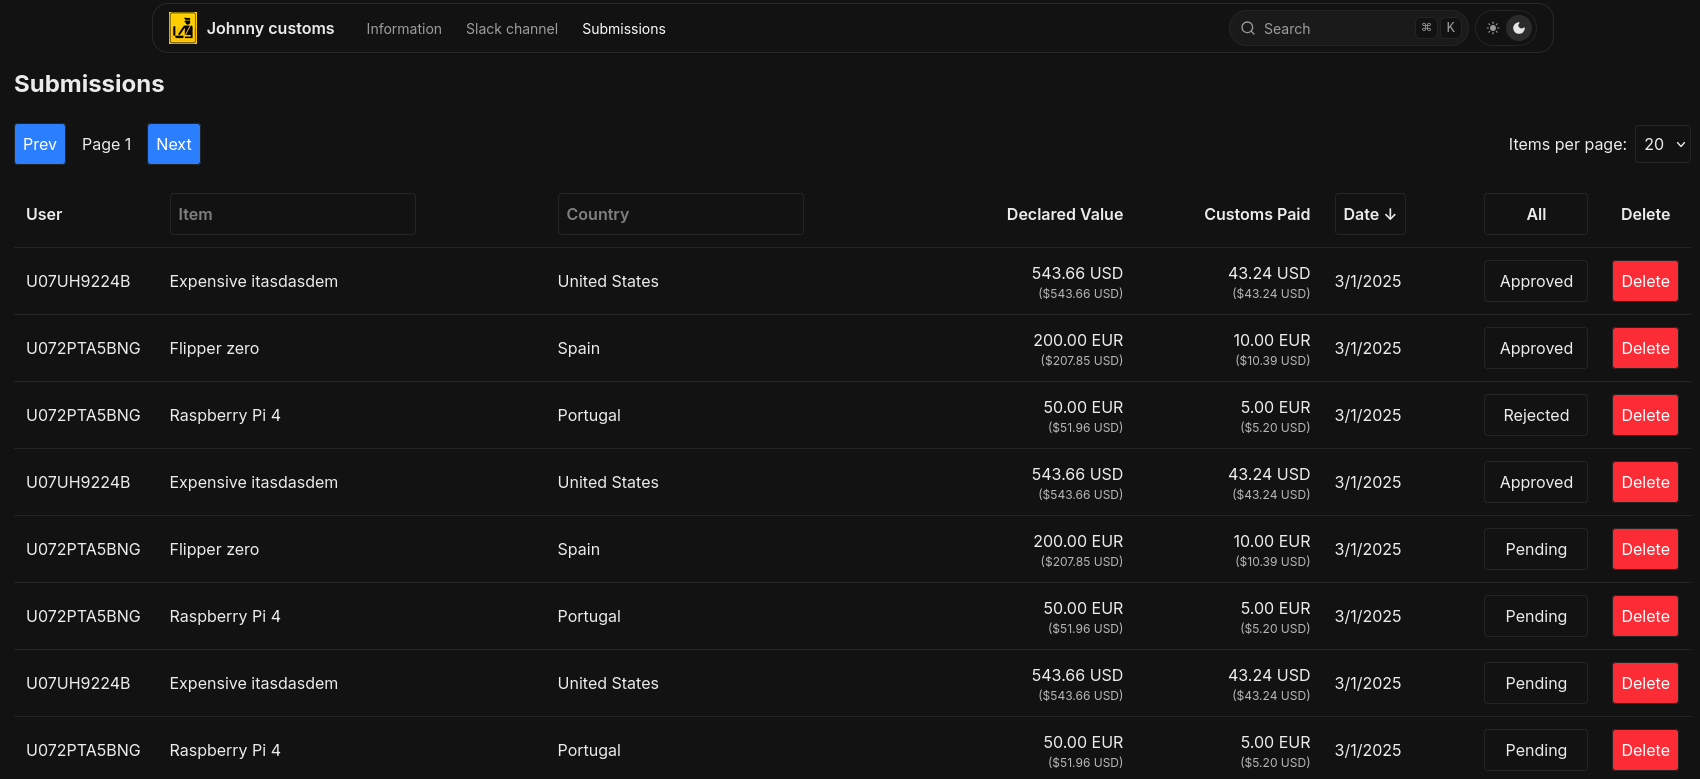 Johnny customs Information Slack channel Submissions Search ⌘ K
Submissions
Prev Page 1 Next Items per page: 20
User Item Country Declared Value Customs Paid Date ↓ All Delete
U07UH9224B Expensive itasdasdem United States 543.66 USD 43.24 USD 3/1/2025 Approved Delete
($543.66 USD) ($43.24 USD)
U072PTA5BNG Flipper zero Spain 200.00 EUR 10.00 EUR 3/1/2025 Approved Delete
($207.85 USD) ($10.39 USD)
U072PTA5BNG Raspberry Pi 4 Portugal 50.00 EUR 5.00 EUR 3/1/2025 Rejected Delete
($51.96 USD) ($5.20 USD)
U07UH9224B Expensive itasdasdem United States 543.66 USD 43.24 USD 3/1/2025 Approved Delete
($543.66 USD) ($43.24 USD)
U072PTA5BNG Flipper zero Spain 200.00 EUR 10.00 EUR 3/1/2025 Pending Delete
($207.85 USD) ($10.39 USD)
U072PTA5BNG Raspberry Pi 4 Portugal 50.00 EUR 5.00 EUR 3/1/2025 Pending Delete
($51.96 USD) ($5.20 USD)
U07UH9224B Expensive itasdasdem United States 543.66 USD 43.24 USD 3/1/2025 Pending Delete
($543.66 USD) ($43.24 USD)
U072PTA5BNG Raspberry Pi 4 Portugal 50.00 EUR 5.00 EUR 3/1/2025 Pending Delete
($51.96 USD) ($5.20 USD)